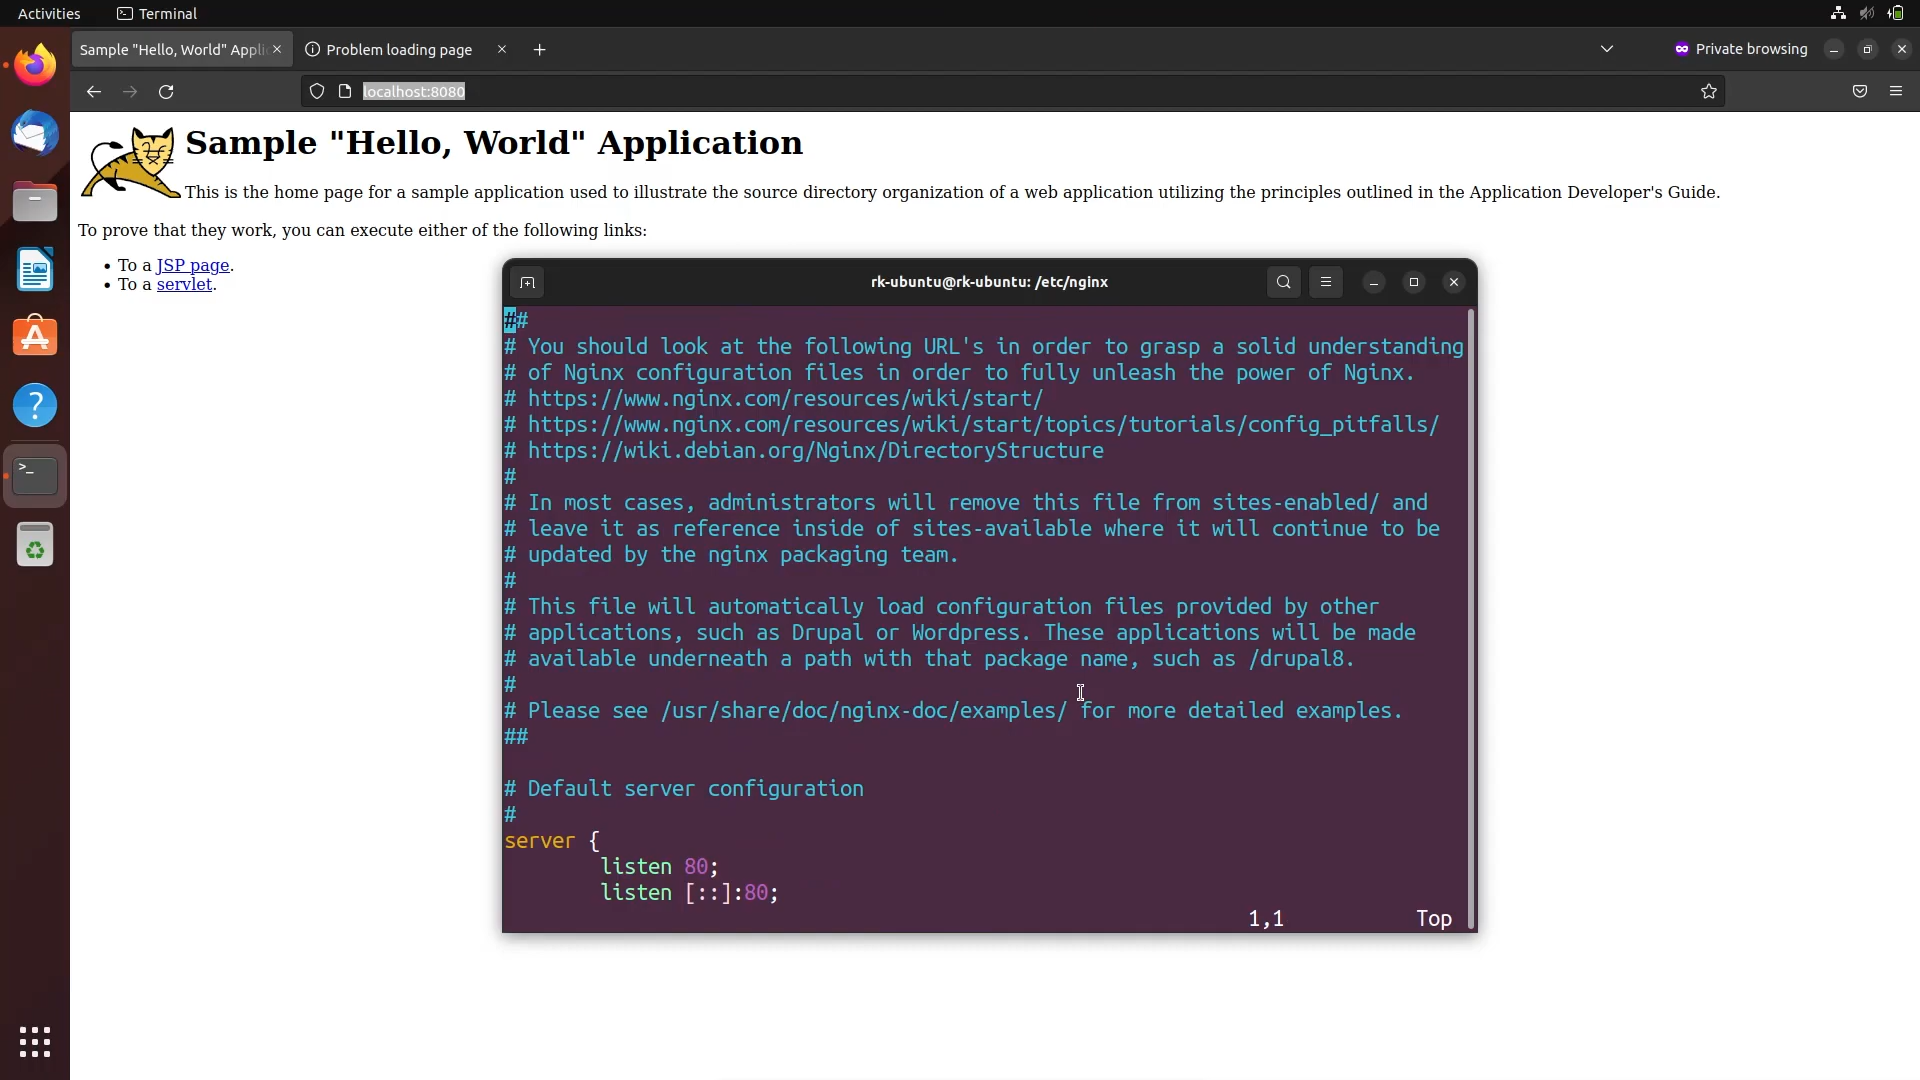 Activities
Terminal
Sample "Hello, World" Appli
Problem loading page
Private browsing
localhost:8080
Sample "Hello, World" Application
This is the home page for a sample application used to illustrate the source directory organization of a web application utilizing the principles outlined in the Application Developer's Guide.
To prove that they work, you can execute either of the following links:
• To a JSP page.
• To a servlet.
rk-ubuntu@rk-ubuntu: /etc/nginx
##
# You should look at the following URL's in order to grasp a solid understanding
# of Nginx configuration files in order to fully unleash the power of Nginx.
# https://www.nginx.com/resources/wiki/start/
# https://www.nginx.com/resources/wiki/start/topics/tutorials/config_pitfalls/
# https://wiki.debian.org/Nginx/DirectoryStructure
#
# In most cases, administrators will remove this file from sites-enabled/ and
# leave it as reference inside of sites-available where it will continue to be
# updated by the nginx packaging team.
#
# This file will automatically load configuration files provided by other
# applications, such as Drupal or Wordpress. These applications will be made
# available underneath a path with that package name, such as /drupal8.
#
# Please see /usr/share/doc/nginx-doc/examples/ for more detailed examples.
##
# Default server configuration
#
server {
listen 80;
listen [::]:80;
1,1 Top